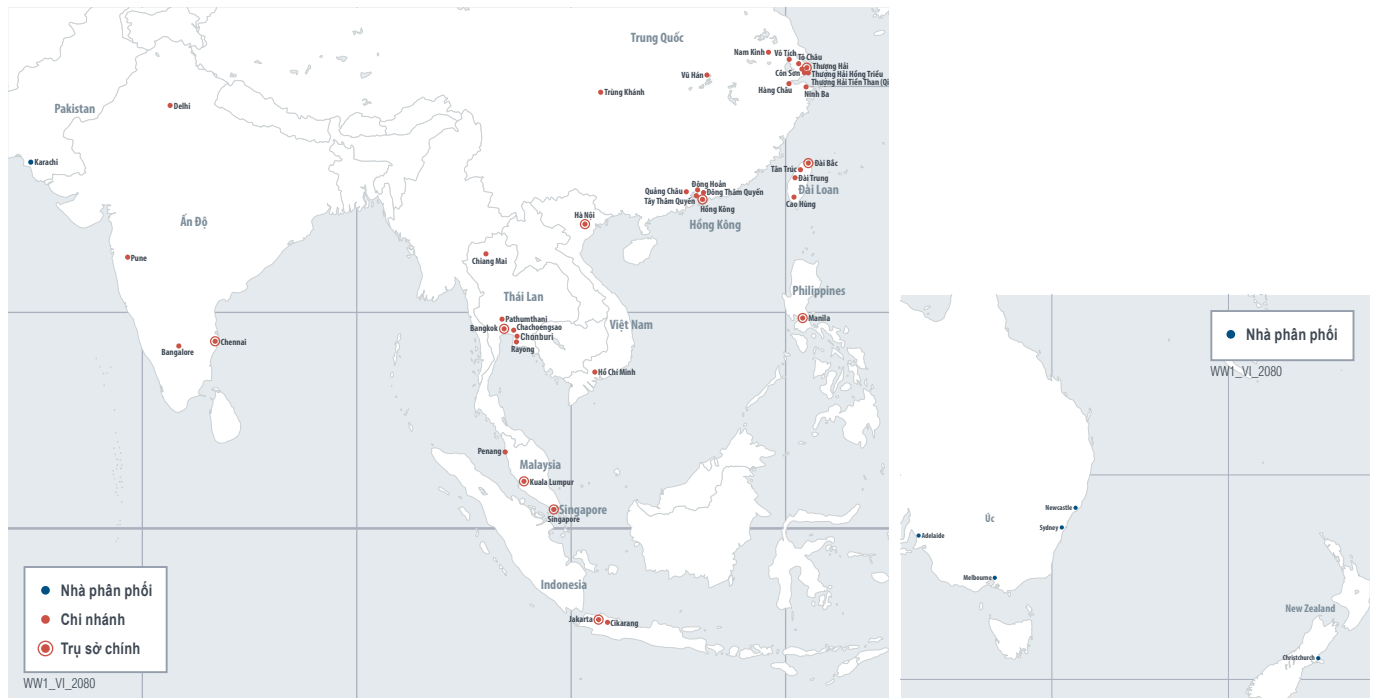 Trung Quốc
Nam Kinh
Vô Tích
Tô Châu
Thượng Hải
Côn Sơn
Thượng Hải Hồng Triều
Thượng Hải Tiền Than (Qi
Vũ Hán
Hàng Châu
Ninh Ba
Trùng Khánh
Pakistan
Delhi
Karachi
Đài Bắc
Tân Trúc
Đài Trung
Đài Loan
Cao Hùng
Đông Hoản
Quảng Châu
Đông Thâm Quyến
Tây Thâm Quyến
Hồng Kông
Hồng Kông
Ấn Độ
Hà Nội
Pune
Chiang Mai
Thái Lan
Philippines
Pathumthani
Bangkok
Chachoengsao
Chonburi
Rayong
Việt Nam
Manila
Bangalore
Chennai
Hồ Chí Minh
Penang
Malaysia
Kuala Lumpur
Singapore
Singapore
Indonesia
Jakarta
Cikarang
Nhà phân phối
Chi nhánh
Trụ sở chính
WW1_VI_2080
Nhà phân phối
WW1_VI_2080
Newcastle
Úc
Sydney
Adelaide
Melbourne
New Zealand
Christchurch